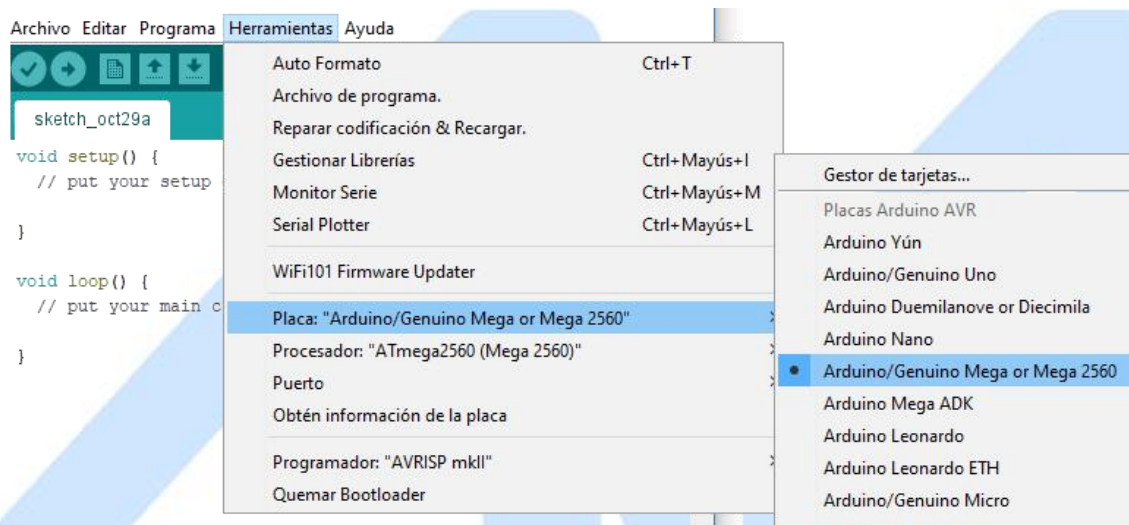 Archivo Editar Programa Herramientas Ayuda
sketch_oct29a
void setup() {
// put your setup
}
void loop() {
// put your main c
}
Auto Formato Ctrl+T
Archivo de programa.
Reparar codificación & Recargar.
Gestionar Librerías Ctrl+Mayús+I
Monitor Serie Ctrl+Mayús+M
Serial Plotter Ctrl+Mayús+L
WiFi101 Firmware Updater
Placa: "Arduino/Genuino Mega or Mega 2560"
Procesador: "ATmega2560 (Mega 2560)"
Puerto
Obtén información de la placa
Programador: "AVRISP mkII"
Quemar Bootloader
Gestor de tarjetas...
Placas Arduino AVR
Arduino Yún
Arduino/Genuino Uno
Arduino Duemilanove or Diecimila
Arduino Nano
Arduino/Genuino Mega or Mega 2560
Arduino Mega ADK
Arduino Leonardo
Arduino Leonardo ETH
Arduino/Genuino Micro